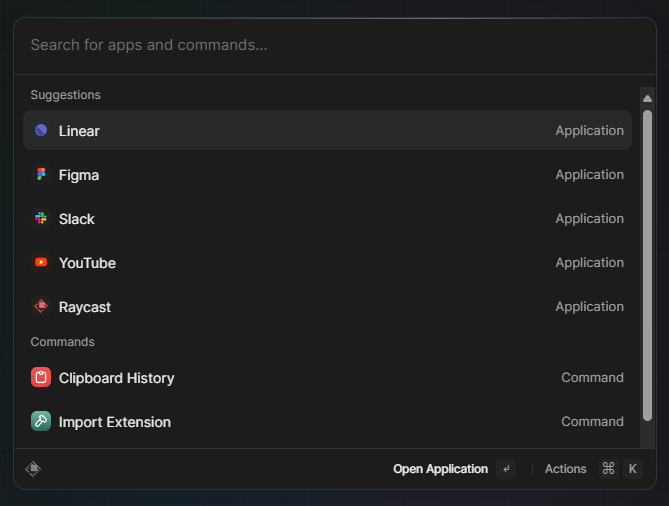 Search for apps and commands...
Suggestions
Linear Application
Figma Application
Slack Application
YouTube Application
Raycast Application
Commands
Clipboard History Command
Import Extension Command
Open Application ↵ Actions ⌘ K